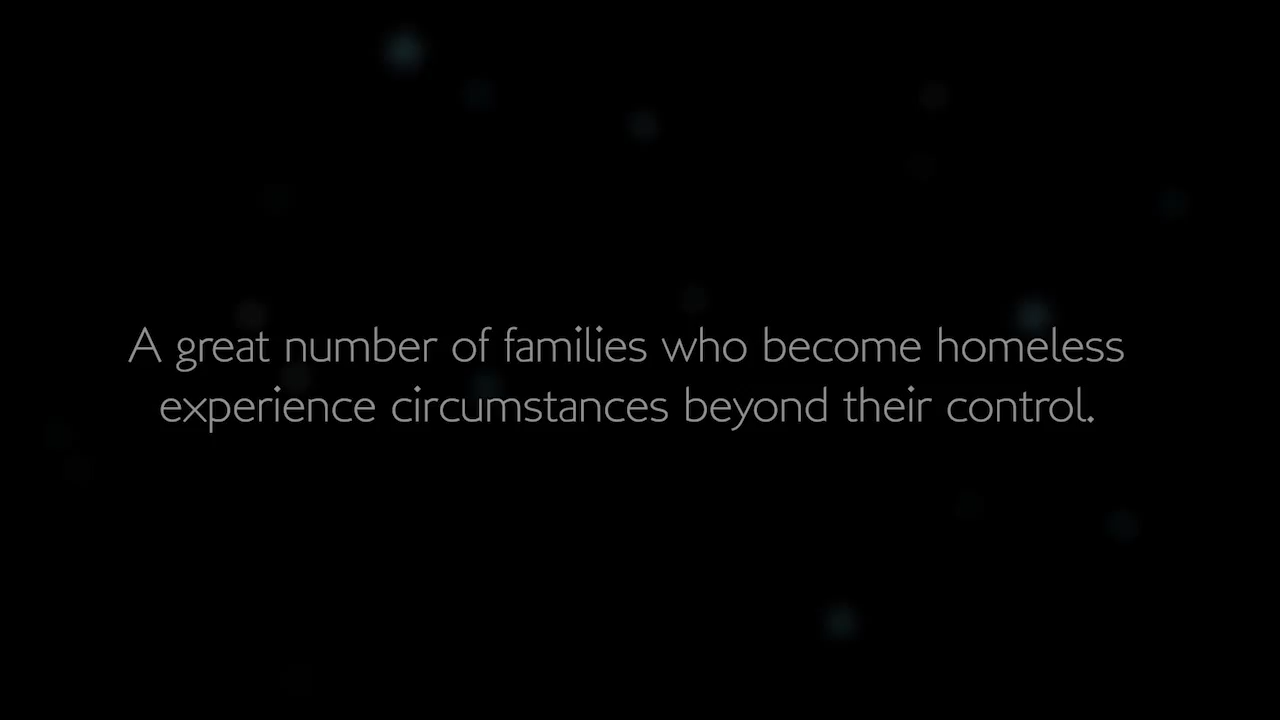 A great number of families who become homeless
experience circumstances beyond their control.